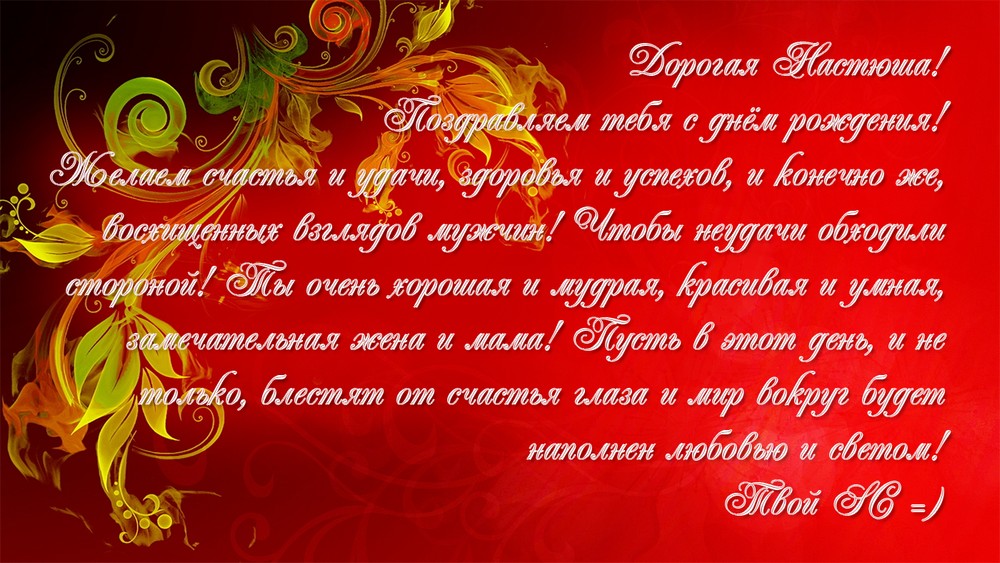 Дорогая Настюша!
Поздравляем тебя с днём рождения!
Желаем счастья и удачи, здоровья и успехов, и конечно же,
восхищенных взглядов мужчин! Чтобы неудачи обходили
стороной! Ты очень хорошая и мудрая, красивая и умная,
замечательная жена и мама! Пусть в этот день, и не
только, блестят от счастья глаза и мир вокруг будет
наполнен любовью и светом!
Твой ЯС =)